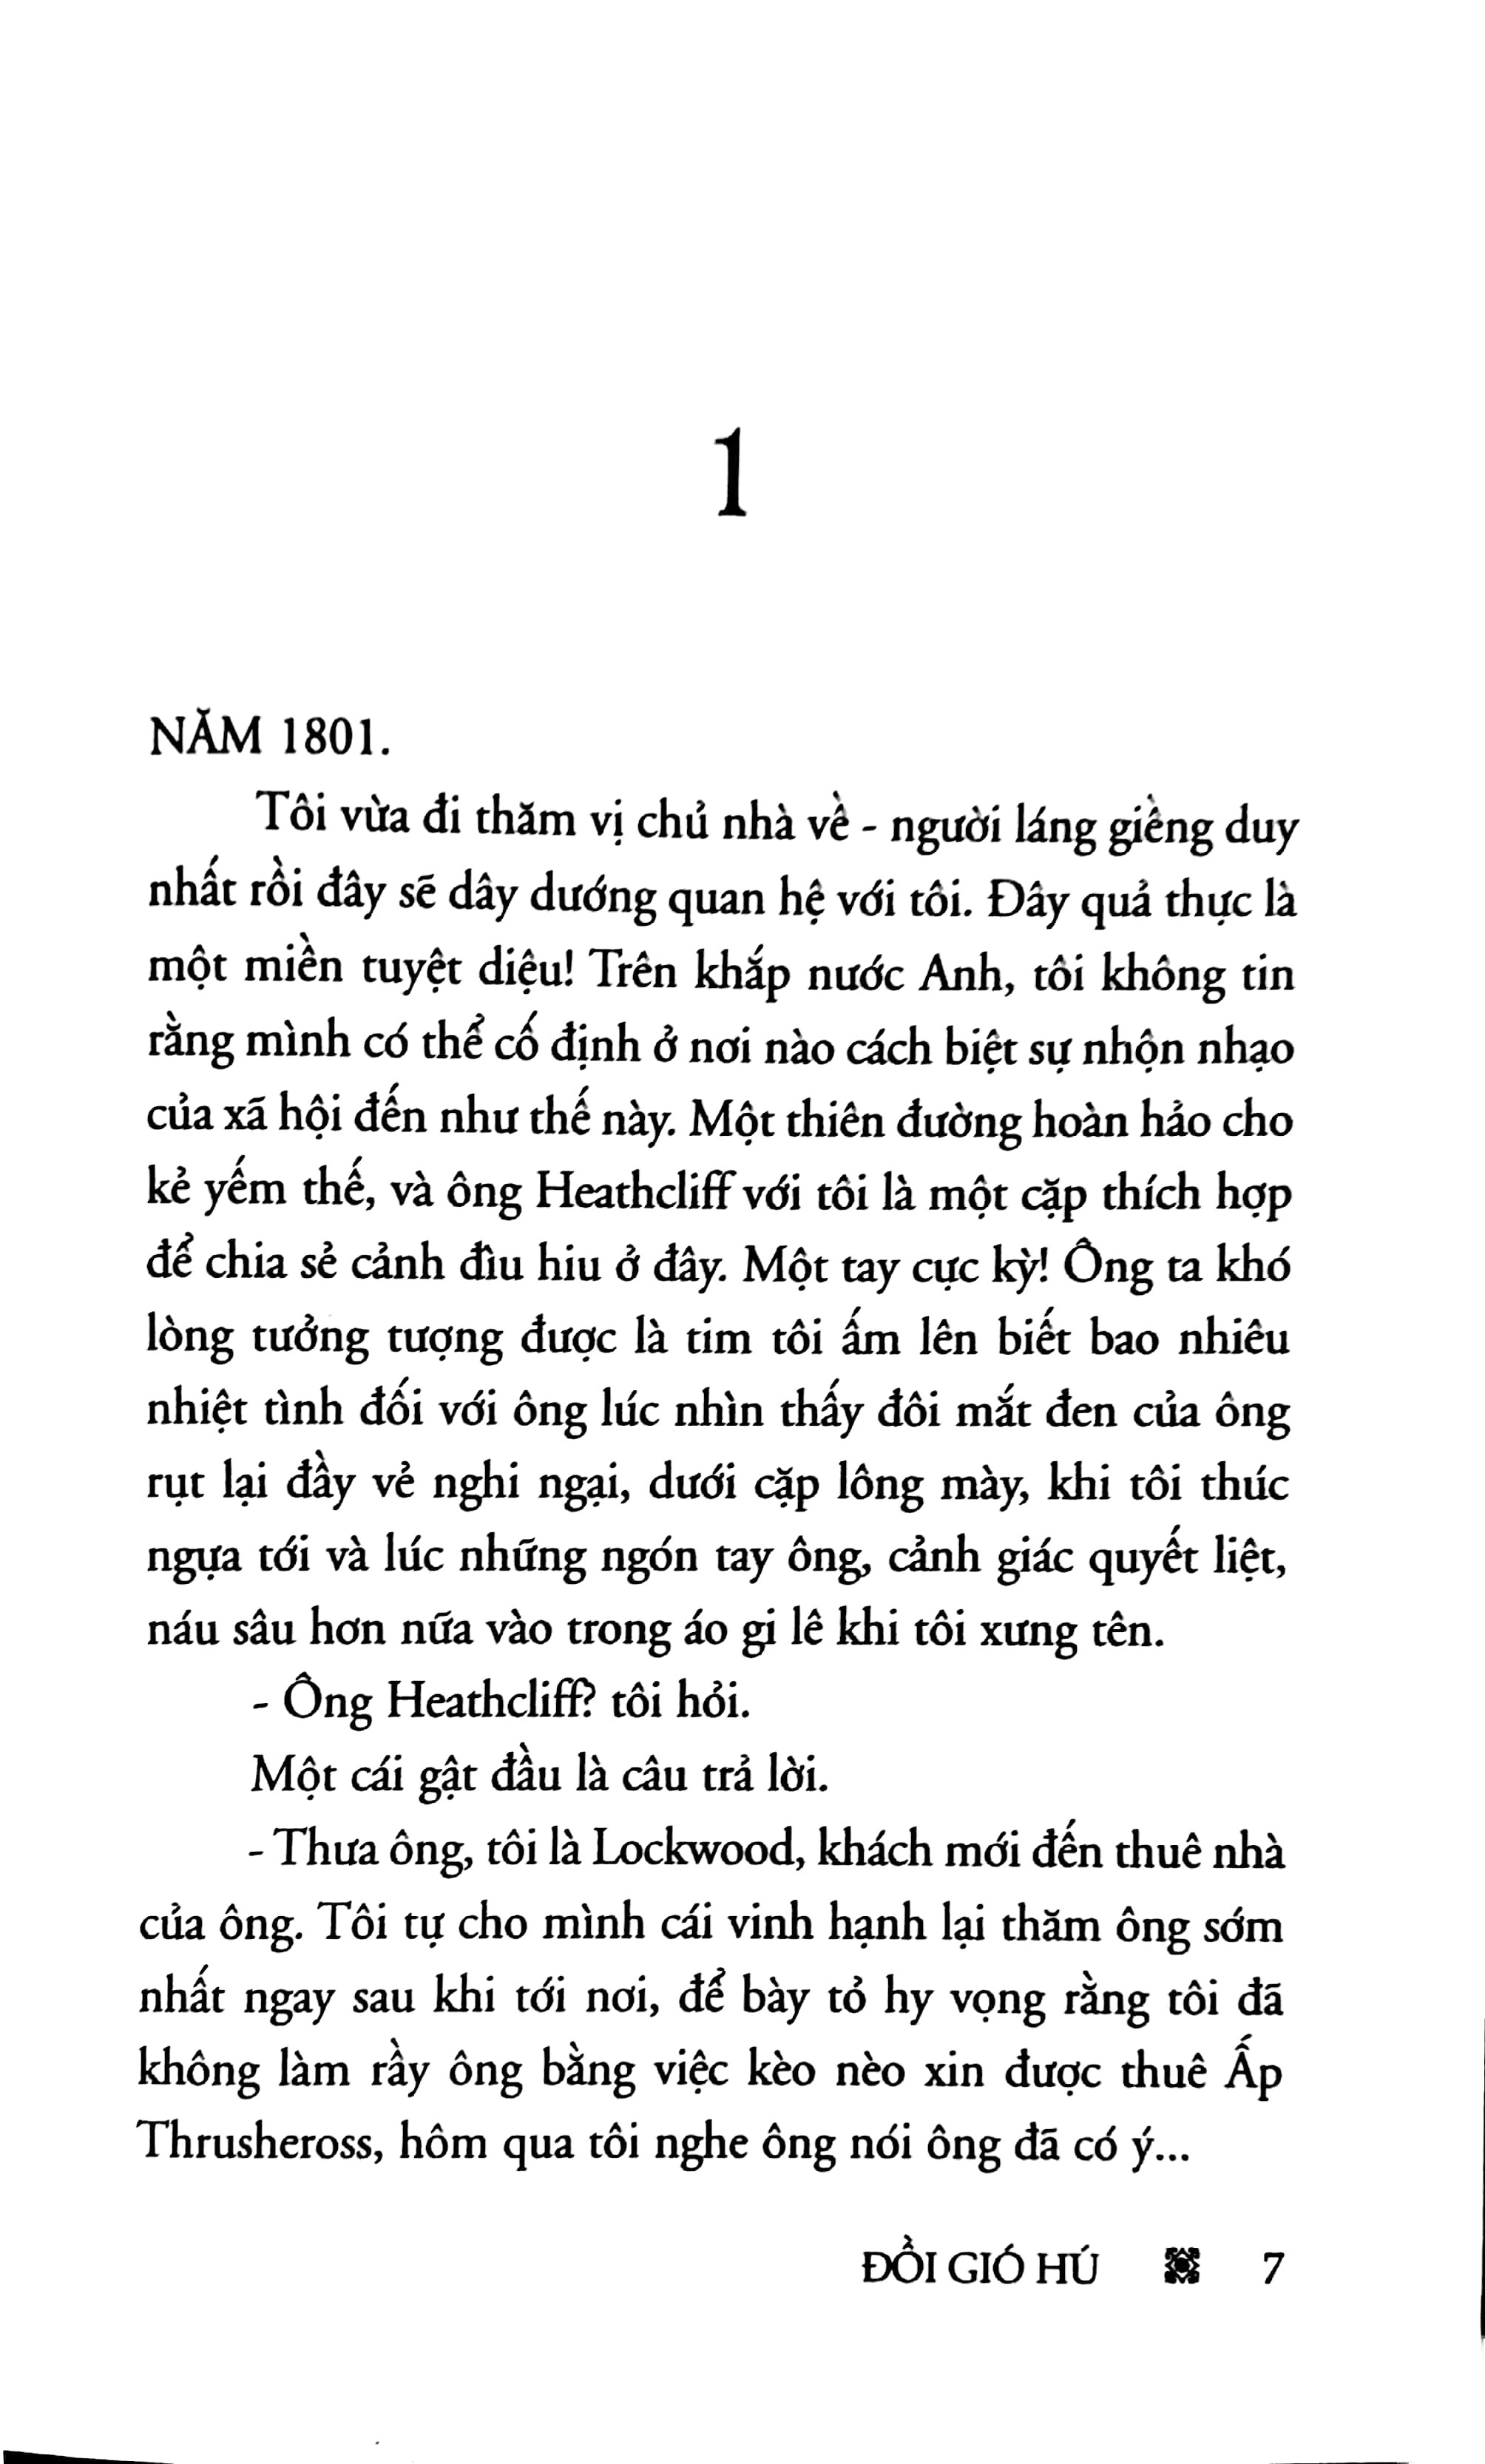 1
NĂM 1801.
Tôi vừa đi thăm vị chủ nhà về - người láng giềng duy
nhất rồi đây sẽ dây dướng quan hệ với tôi. Đây quả thực là
một miền tuyệt diệu! Trên khắp nước Anh, tôi không tin
rằng mình có thể cố định ở nơi nào cách biệt sự nhộn nhạo
của xã hội đến như thế này. Một thiên đường hoàn hảo cho
kẻ yếm thế, và ông Heathcliff với tôi là một cặp thích hợp
để chia sẻ cảnh đìu hiu ở đây. Một tay cực kỳ! Ông ta khó
lòng tưởng tượng được là tim tôi ấm lên biết bao nhiêu
nhiệt tình đối với ông lúc nhìn thấy đôi mắt đen của ông
rụt lại đầy vẻ nghi ngại, dưới cặp lông mày, khi tôi thúc
ngựa tới và lúc những ngón tay ông, cảnh giác quyết liệt,
náu sâu hơn nữa vào trong áo gi lê khi tôi xưng tên.
- Ông Heathcliff? tôi hỏi.
Một cái gật đầu là câu trả lời.
- Thưa ông, tôi là Lockwood, khách mới đến thuê nhà
của ông. Tôi tự cho mình cái vinh hạnh lại thăm ông sớm
nhất ngay sau khi tới nơi, để bày tỏ hy vọng rằng tôi đã
không làm rầy ông bằng việc kèo nèo xin được thuê Ấp
Thrusheross, hôm qua tôi nghe ông nói ông đã có ý...
ĐỒI GIÓ HÚ 7